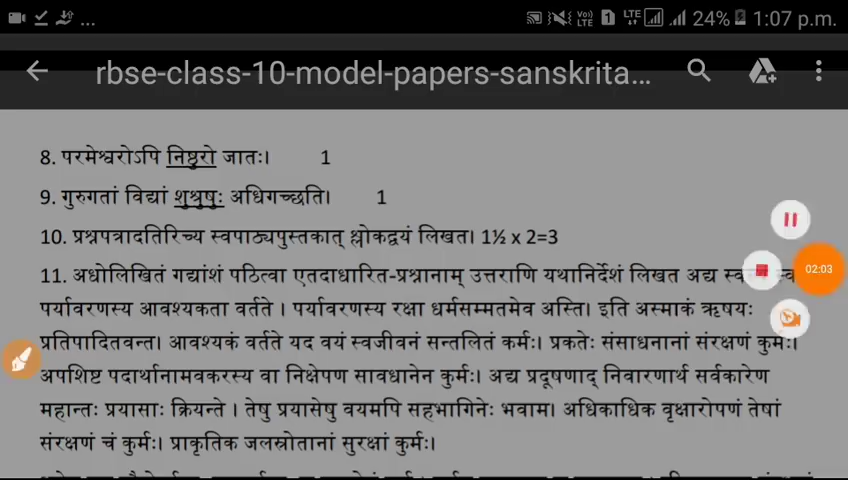 ... VoLTE 1 LTE 24% 1:07 p.m.
rbse-class-10-model-papers-sanskrita...
8. परमेश्वरोऽपि निष्ठुरो जातः। 1
9. गुरुगतां विद्यां शुश्रुषुः अधिगच्छति। 1
10. प्रश्नपत्रादतिरिच्य स्वपाठ्यपुस्तकात् श्लोकद्वयं लिखत। 1½ x 2=3
11. अधोलिखितं गद्यांशं पठित्वा एतदाधारित-प्रश्नानाम् उत्तराणि यथानिर्देशं लिखत अद्य
02:03
पर्यावरणस्य आवश्यकता वर्तते । पर्यावरणस्य रक्षा धर्मसम्मतमेव अस्ति। इति अस्माकं ऋषयः
प्रतिपादितवन्त। आवश्यकं वर्तते यद वयं स्वजीवनं सन्तलितं कर्मः। प्रकतेः संसाधनानां संरक्षणं कुर्मः।
अपशिष्ट पदार्थानामवकरस्य वा निक्षेपण सावधानेन कुर्मः। अद्य प्रदूषणाद् निवारणार्थ सर्वकारेण
महान्तः प्रयासाः क्रियन्ते । तेषु प्रयासेषु वयमपि सहभागिनेः भवाम। अधिकाधिक वृक्षारोपणं तेषां
संरक्षणं चं कुर्मः। प्राकृतिक जलस्रोतानां सुरक्षां कुर्मः।